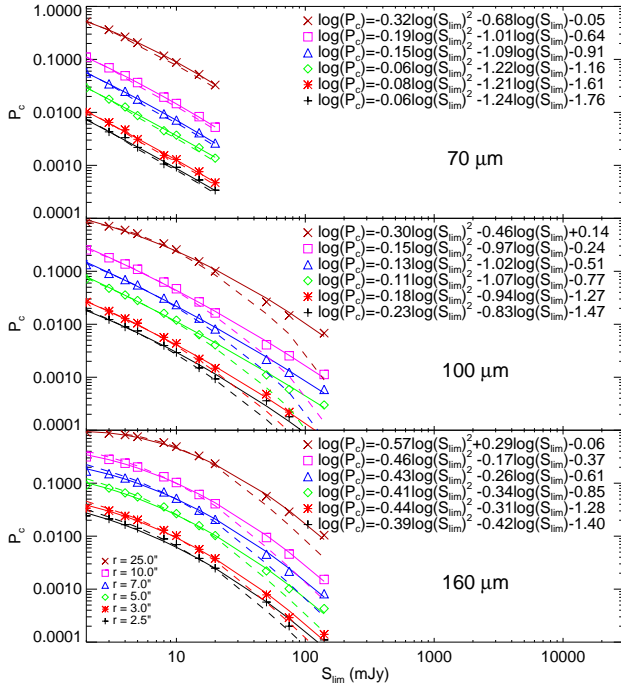 1.0000
0.1000
0.0100
0.0010
0.0001
P_c
log(P_c)=-0.32log(S_lim)^2 -0.68log(S_lim)-0.05
log(P_c)=-0.19log(S_lim)^2 -1.01log(S_lim)-0.64
log(P_c)=-0.15log(S_lim)^2 -1.09log(S_lim)-0.91
log(P_c)=-0.06log(S_lim)^2 -1.22log(S_lim)-1.16
log(P_c)=-0.08log(S_lim)^2 -1.21log(S_lim)-1.61
log(P_c)=-0.06log(S_lim)^2 -1.24log(S_lim)-1.76
70 μm
0.1000
0.0100
0.0010
0.0001
P_c
log(P_c)=-0.30log(S_lim)^2 -0.46log(S_lim)+0.14
log(P_c)=-0.15log(S_lim)^2 -0.97log(S_lim)-0.24
log(P_c)=-0.13log(S_lim)^2 -1.02log(S_lim)-0.51
log(P_c)=-0.11log(S_lim)^2 -1.07log(S_lim)-0.77
log(P_c)=-0.18log(S_lim)^2 -0.94log(S_lim)-1.27
log(P_c)=-0.23log(S_lim)^2 -0.83log(S_lim)-1.47
100 μm
0.1000
0.0100
0.0010
0.0001
P_c
log(P_c)=-0.57log(S_lim)^2+0.29log(S_lim)-0.06
log(P_c)=-0.46log(S_lim)^2 -0.17log(S_lim)-0.37
log(P_c)=-0.43log(S_lim)^2 -0.26log(S_lim)-0.61
log(P_c)=-0.41log(S_lim)^2 -0.34log(S_lim)-0.85
log(P_c)=-0.44log(S_lim)^2 -0.31log(S_lim)-1.28
log(P_c)=-0.39log(S_lim)^2 -0.42log(S_lim)-1.40
160 μm
r = 25.0"
r = 10.0"
r = 7.0"
r = 5.0"
r = 3.0"
r = 2.5"
10 100 1000 10000
S_lim (mJy)